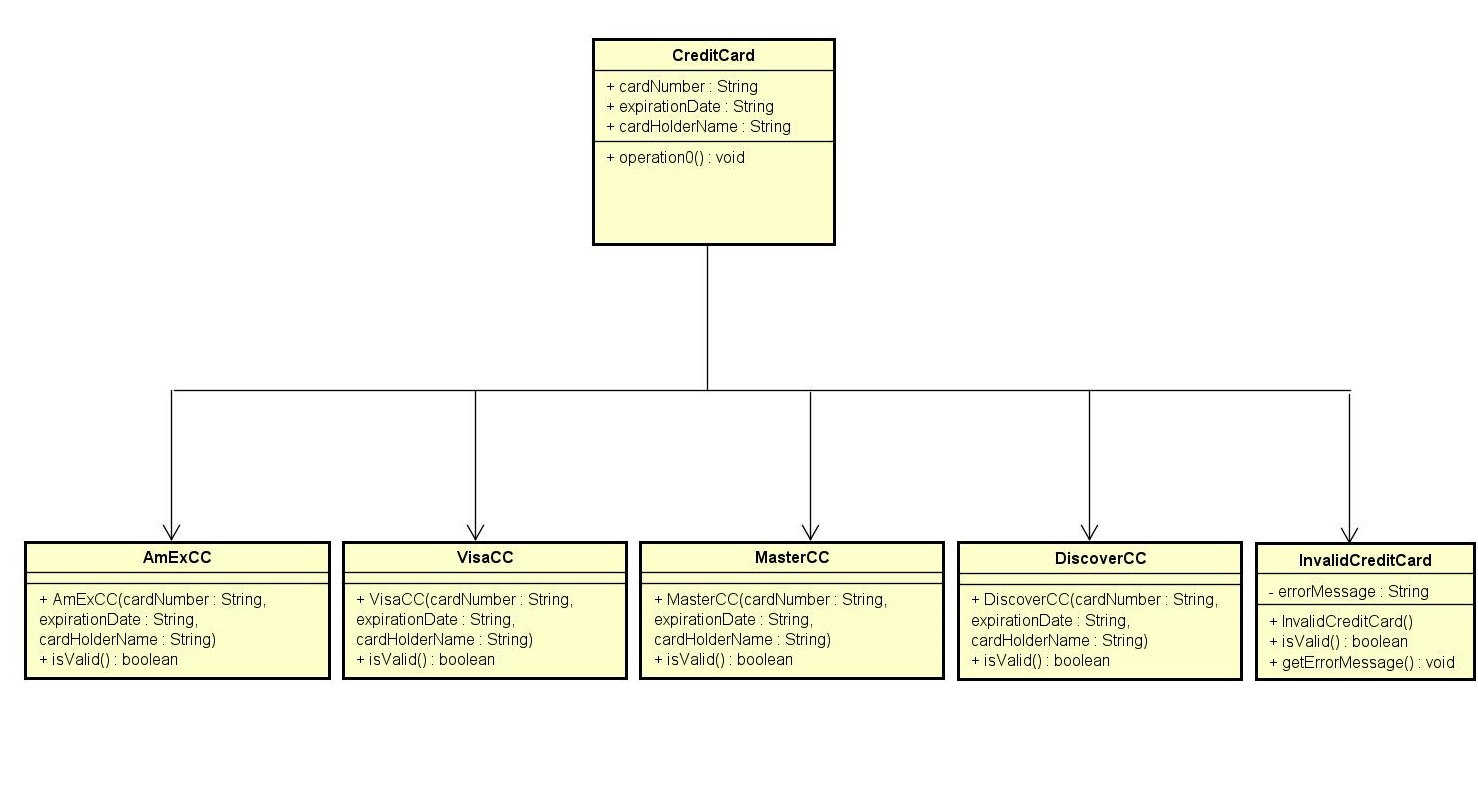 CreditCard
+ cardNumber : String
+ expirationDate : String
+ cardHolderName : String
+ operation0() : void
AmExCC
+ AmExCC(cardNumber : String,
expirationDate : String,
cardHolderName : String)
+ isValid() : boolean
VisaCC
+ VisaCC(cardNumber : String,
expirationDate : String,
cardHolderName : String)
+ isValid() : boolean
MasterCC
+ MasterCC(cardNumber : String,
expirationDate : String,
cardHolderName : String)
+ isValid() : boolean
DiscoverCC
+ DiscoverCC(cardNumber : String,
expirationDate : String,
cardHolderName : String)
+ isValid() : boolean
InvalidCreditCard
- errorMessage : String
+ InvalidCreditCard()
+ isValid() : boolean
+ getErrorMessage() : void